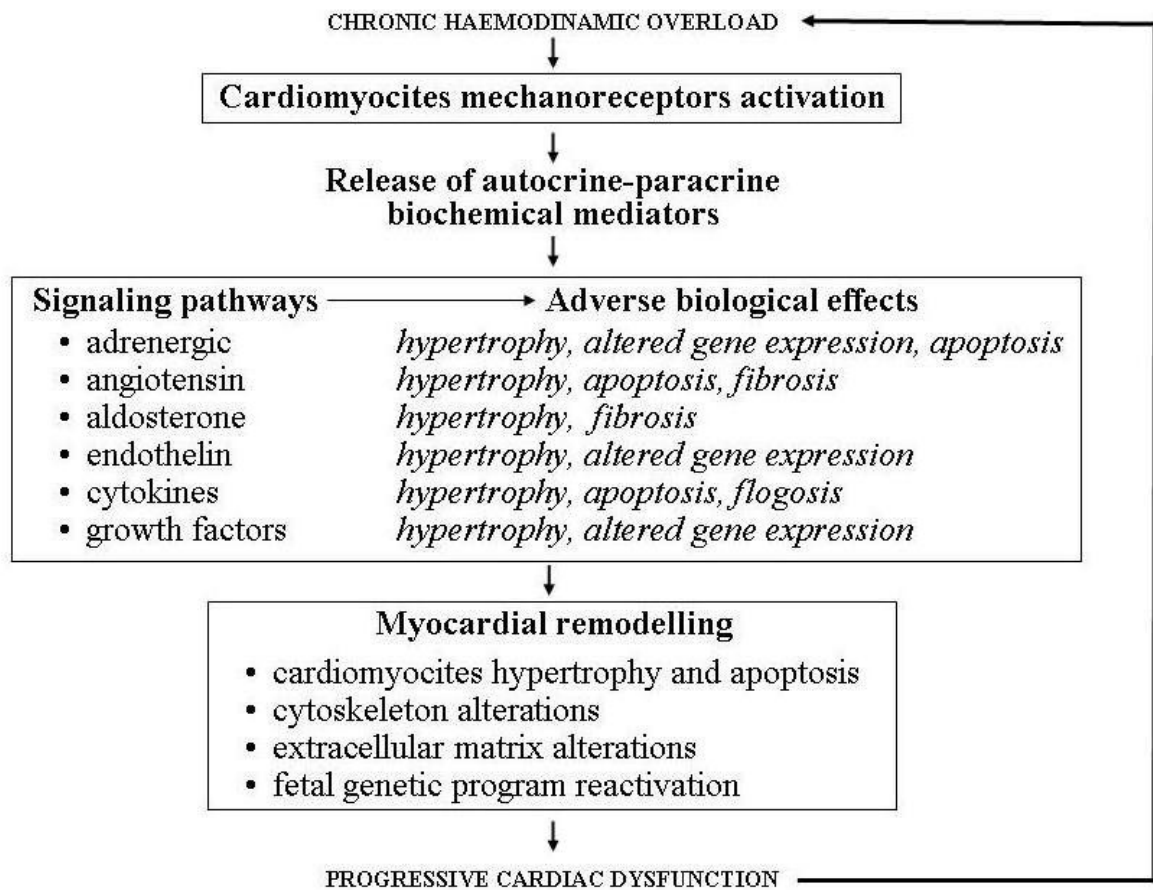 CHRONIC HAEMODINAMIC OVERLOAD
Cardiomyocites mechanoreceptors activation
Release of autocrine-paracrine
biochemical mediators
Signaling pathways Adverse biological effects
• adrenergic hypertrophy, altered gene expression, apoptosis
• angiotensin hypertrophy, apoptosis, fibrosis
• aldosterone hypertrophy, fibrosis
• endothelin hypertrophy, altered gene expression
• cytokines hypertrophy, apoptosis, flogosis
• growth factors hypertrophy, altered gene expression
Myocardial remodelling
• cardiomyocites hypertrophy and apoptosis
• cytoskeleton alterations
• extracellular matrix alterations
• fetal genetic program reactivation
PROGRESSIVE CARDIAC DYSFUNCTION